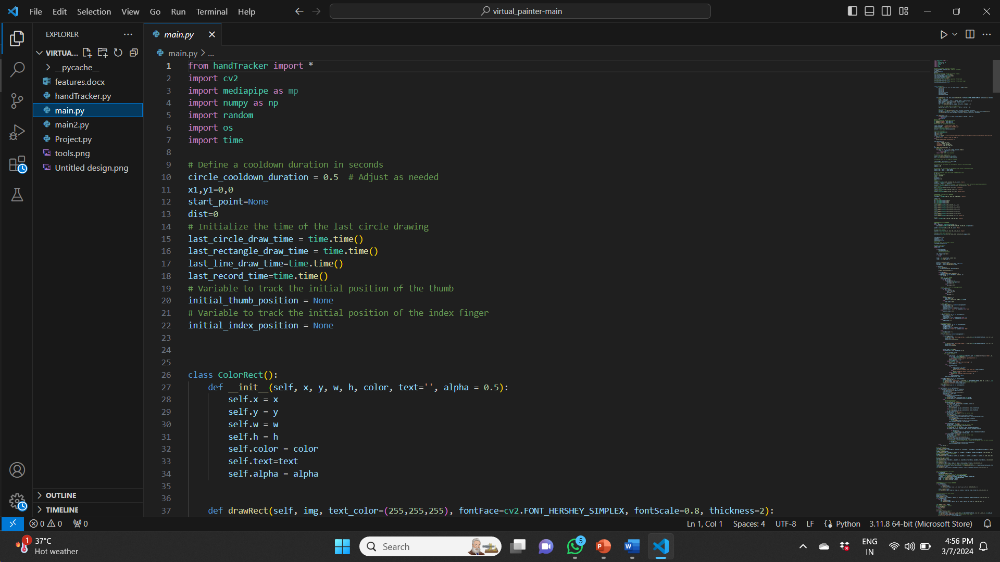 File Edit Selection View Go Run Terminal Help
virtual_painter-main
EXPLORER
main.py
VIRTUA...
main.py > ...
__pycache__
features.docx
handTracker.py
main.py
main2.py
Project.py
tools.png
Untitled design.png
1 from handTracker import *
2 import cv2
3 import mediapipe as mp
4 import numpy as np
5 import random
6 import os
7 import time
8
9 # Define a cooldown duration in seconds
10 circle_cooldown_duration = 0.5  # Adjust as needed
11 x1,y1=0,0
12 start_point=None
13 dist=0
14 # Initialize the time of the last circle drawing
15 last_circle_draw_time = time.time()
16 last_rectangle_draw_time = time.time()
17 last_line_draw_time=time.time()
18 last_record_time=time.time()
19 # Variable to track the initial position of the thumb
20 initial_thumb_position = None
21 # Variable to track the initial position of the index finger
22 initial_index_position = None
23
24
25
26 class ColorRect():
27     def __init__(self, x, y, w, h, color, text='', alpha = 0.5):
28         self.x = x
29         self.y = y
30         self.w = w
31         self.h = h
32         self.color = color
33         self.text=text
34         self.alpha = alpha
35
36
37     def drawRect(self, img, text_color=(255,255,255), fontFace=cv2.FONT_HERSHEY_SIMPLEX, fontScale=0.8, thickness=2):
OUTLINE
TIMELINE
0 0 0
Ln 1, Col 1 Spaces: 4 UTF-8 LF Python 3.11.8 64-bit (Microsoft Store)
1
37°C
Hot weather
Search
5
ENG
IN
4:56 PM
3/7/2024